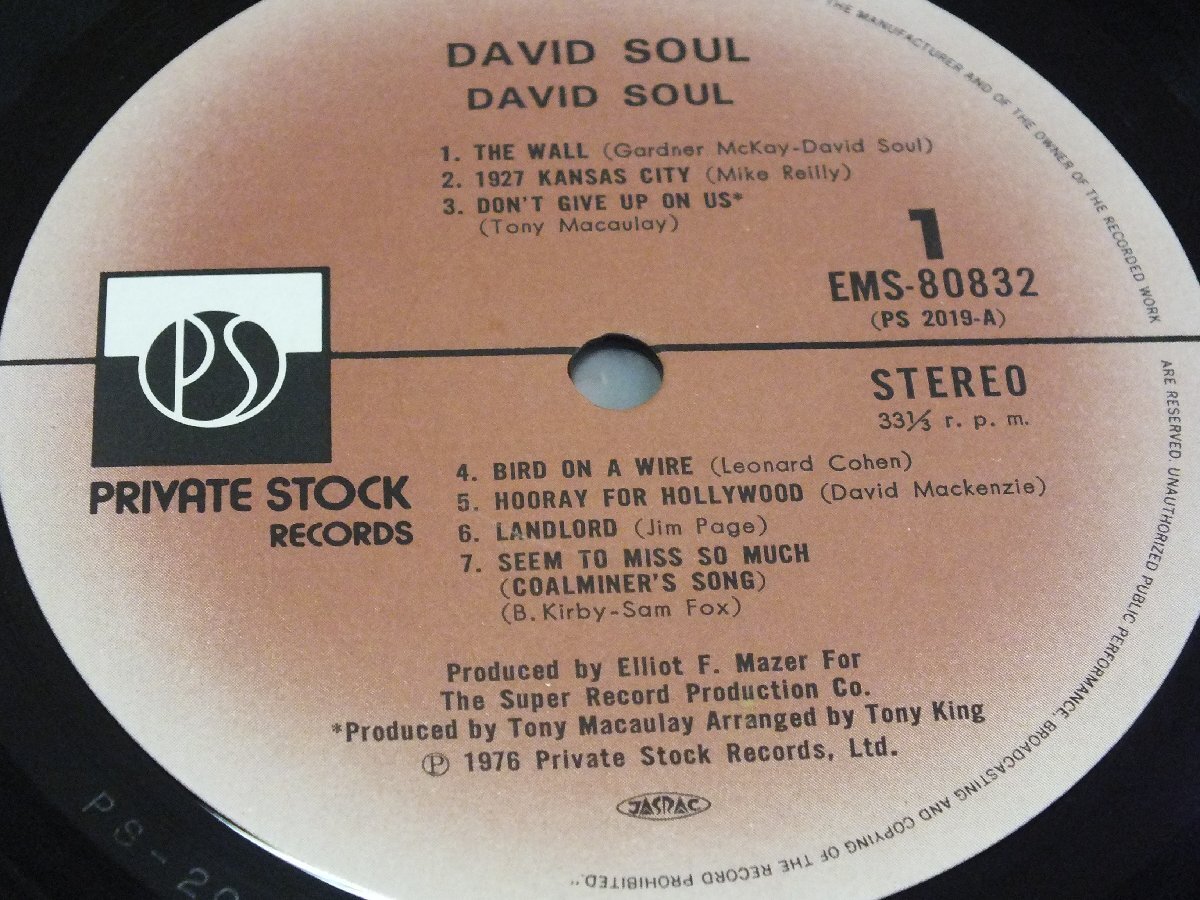 DAVID SOUL
DAVID SOUL
1. THE WALL (Gardner McKay-David Soul)
2. 1927 KANSAS CITY (Mike Reilly)
3. DON'T GIVE UP ON US*
(Tony Macaulay)
1
EMS-80832
(PS 2019-A)
PS
STEREO
33⅓ r. p. m.
PRIVATE STOCK
RECORDS
4. BIRD ON A WIRE (Leonard Cohen)
5. HOORAY FOR HOLLYWOOD (David Mackenzie)
6. LANDLORD (Jim Page)
7. SEEM TO MISS SO MUCH
(COALMINER'S SONG)
(B. Kirby-Sam Fox)
Produced by Elliot F. Mazer For
The Super Record Production Co.
*Produced by Tony Macaulay Arranged by Tony King
Ⓟ 1976 Private Stock Records, Ltd.
JASRAC
THE MANUFACTURER AND OF THE OWNER OF THE RECORDED WORK
ARE RESERVED. UNAUTHORIZED PUBLIC PERFORMANCE, BROADCASTING AND COPYING OF THE RECORD PROHIBITED."
PS-20